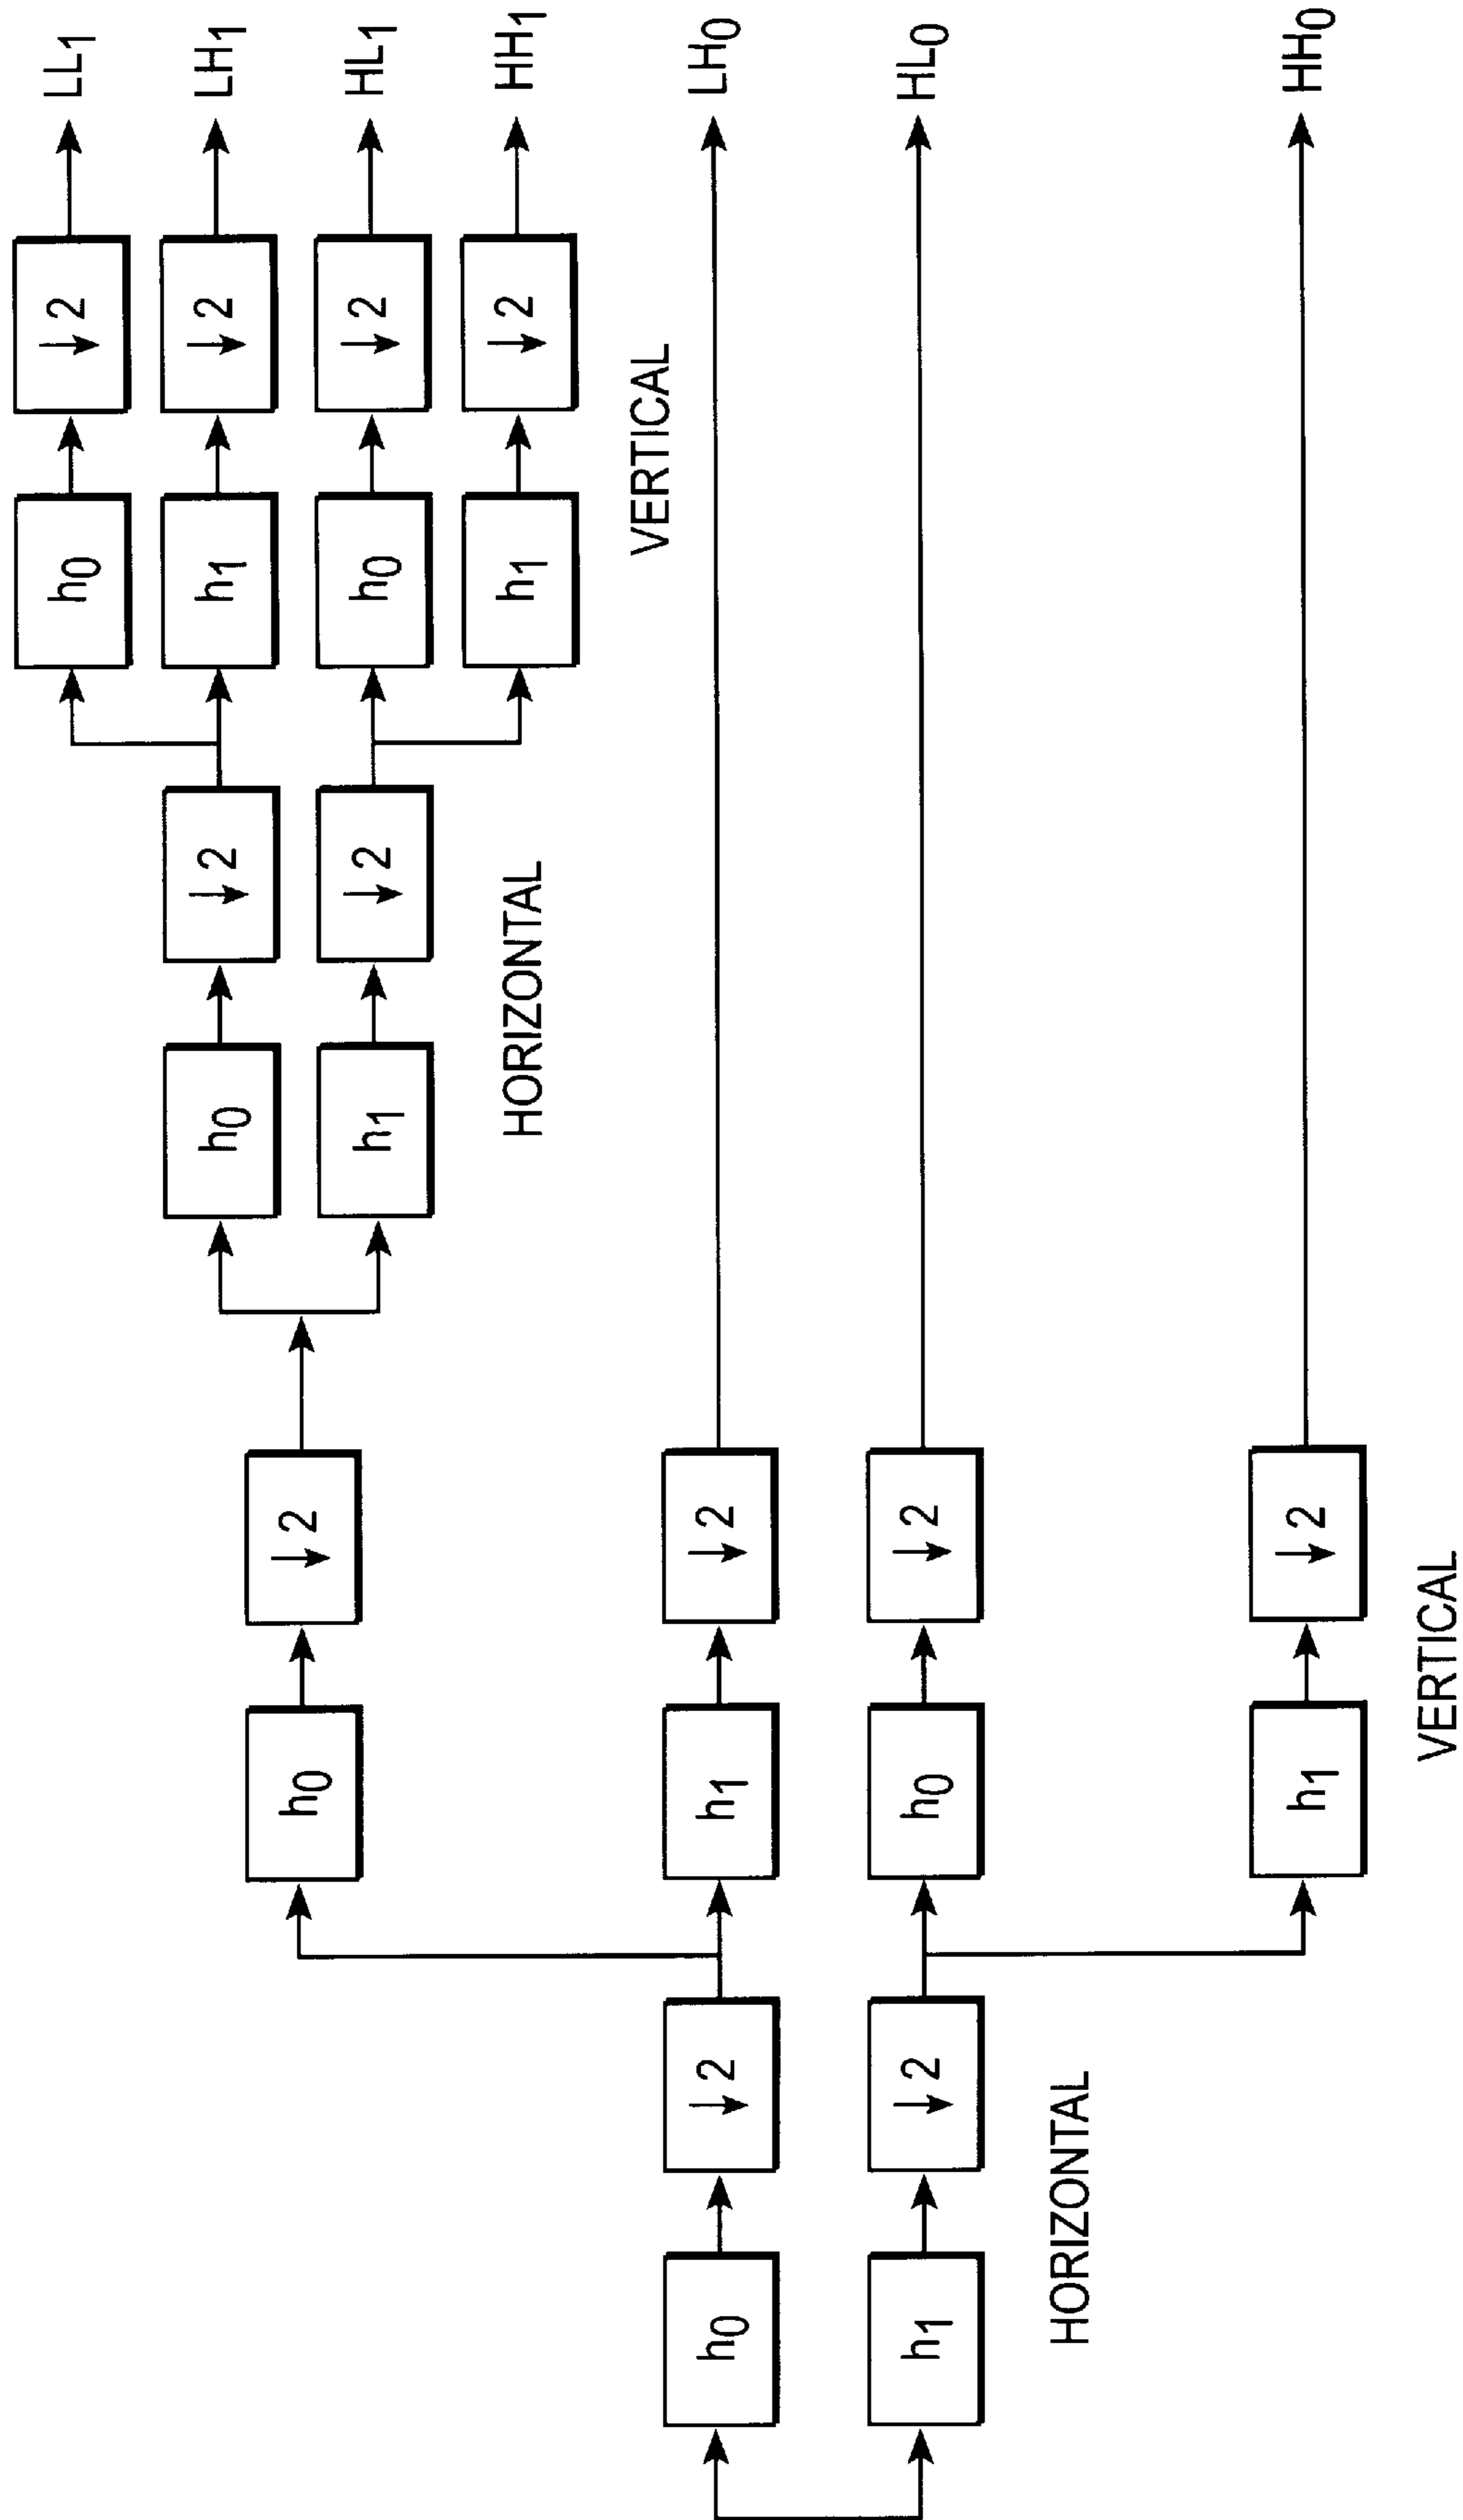 h₀ ↓2 LL₁
h₀ ↓2 h₁ ↓2 LH₁
h₀ ↓2
h₁ ↓2 h₀ ↓2 HL₁
h₁ ↓2 HH₁
HORIZONTAL
VERTICAL
h₀ ↓2 h₁ ↓2 LH₀
h₁ ↓2 h₀ ↓2 HL₀
HORIZONTAL
h₁ ↓2 HH₀
VERTICAL